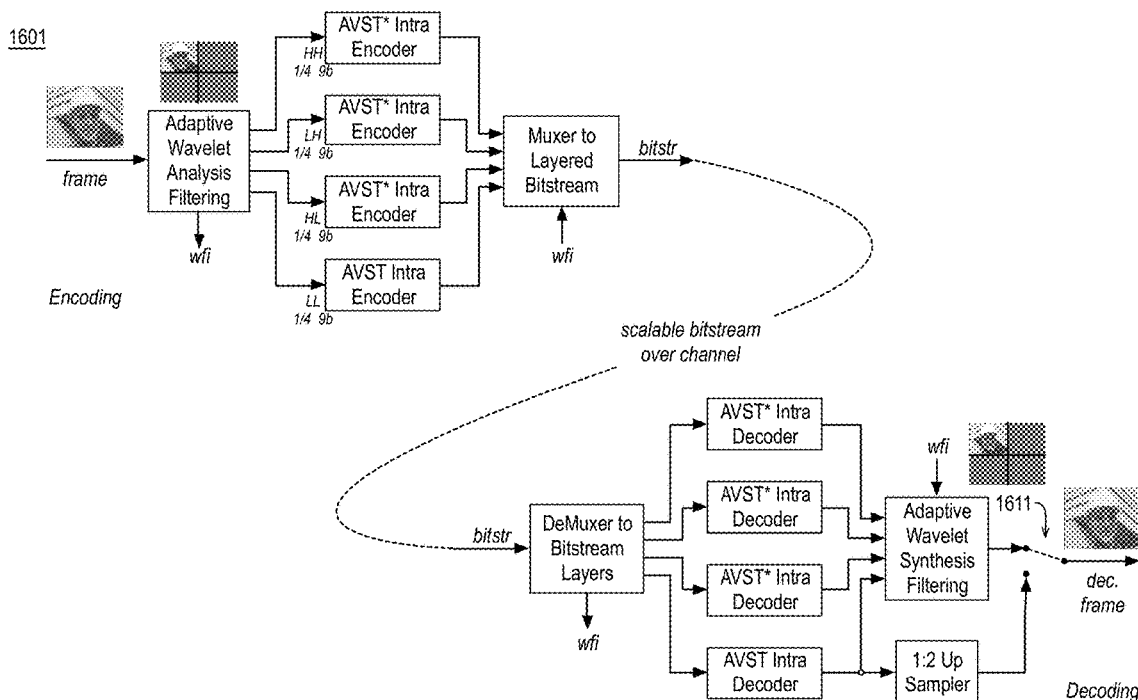 1601
frame
Adaptive
Wavelet
Analysis
Filtering
wfi
Encoding
AVST* Intra
Encoder
HH
1/4 9b
AVST* Intra
Encoder
LH
1/4 9b
AVST* Intra
Encoder
HL
1/4 9b
AVST Intra
Encoder
LL
1/4 9b
Muxer to
Layered
Bitstream
wfi
bitstr
scalable bitstream
over channel
bitstr
DeMuxer to
Bitstream
Layers
wfi
AVST* Intra
Decoder
AVST* Intra
Decoder
AVST* Intra
Decoder
AVST Intra
Decoder
wfi
Adaptive
Wavelet
Synthesis
Filtering
1:2 Up
Sampler
1611
dec.
frame
Decoding